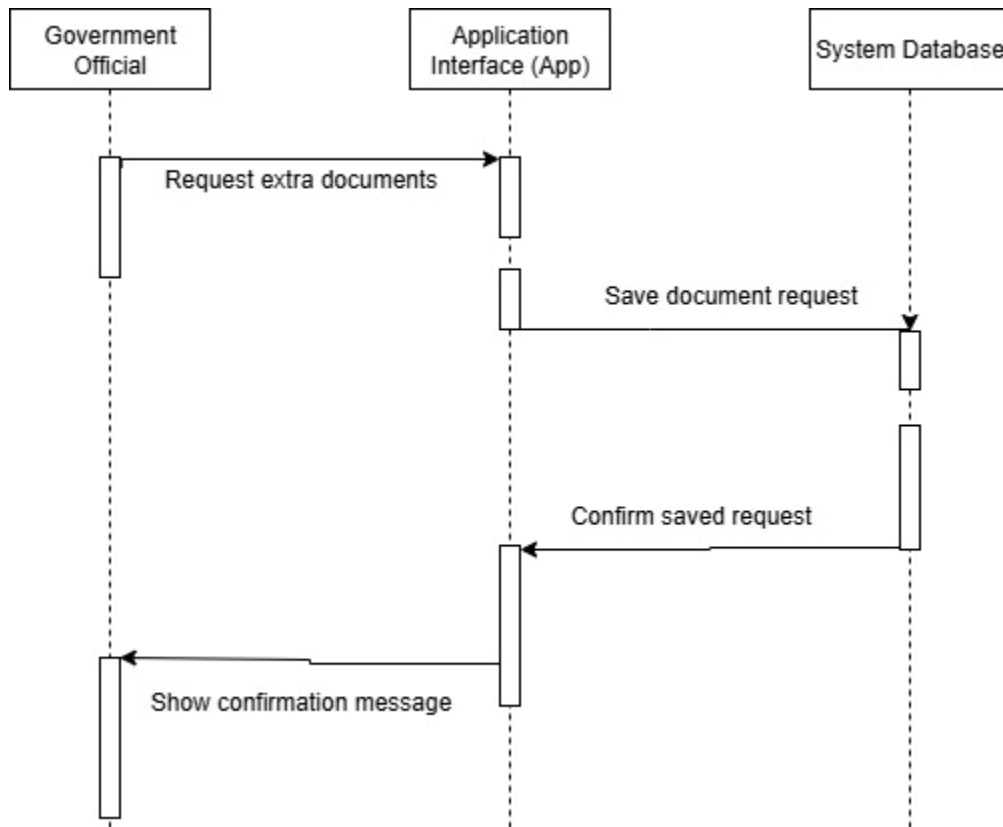 Government
Official
Application
Interface (App)
System Database
Request extra documents
Save document request
Confirm saved request
Show confirmation message